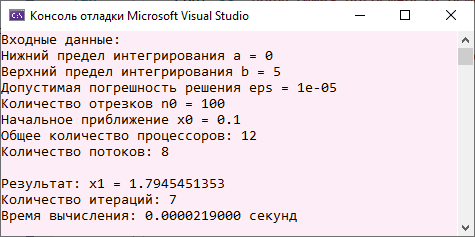 Консоль отладки Microsoft Visual Studio
Входные данные:
Нижний предел интегрирования a = 0
Верхний предел интегрирования b = 5
Допустимая погрешность решения eps = 1e-05
Количество отрезков n0 = 100
Начальное приближение x0 = 0.1
Общее количество процессоров: 12
Количество потоков: 8
Результат: x1 = 1.7945451353
Количество итераций: 7
Время вычисления: 0.0000219000 секунд